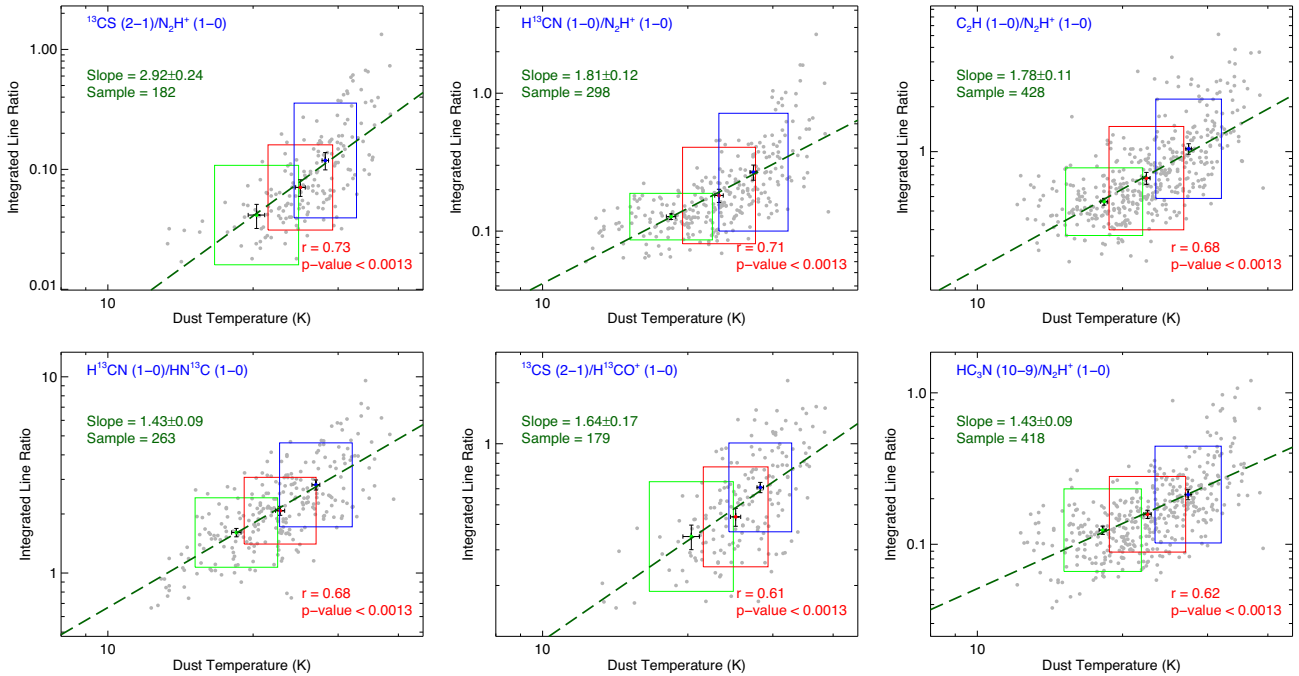 ¹³CS (2−1)/N₂H⁺ (1−0)
Slope = 2.92±0.24
Sample = 182
r = 0.73
p−value < 0.0013
1.00
0.10
0.01
10
Integrated Line Ratio
Dust Temperature (K)
H¹³CN (1−0)/N₂H⁺ (1−0)
Slope = 1.81±0.12
Sample = 298
r = 0.71
p−value < 0.0013
1.0
0.1
10
Integrated Line Ratio
Dust Temperature (K)
C₂H (1−0)/N₂H⁺ (1−0)
Slope = 1.78±0.11
Sample = 428
r = 0.68
p−value < 0.0013
1
10
Integrated Line Ratio
Dust Temperature (K)
H¹³CN (1−0)/HN¹³C (1−0)
Slope = 1.43±0.09
Sample = 263
r = 0.68
p−value < 0.0013
10
1
10
Integrated Line Ratio
Dust Temperature (K)
¹³CS (2−1)/H¹³CO⁺ (1−0)
Slope = 1.64±0.17
Sample = 179
r = 0.61
p−value < 0.0013
1
10
Integrated Line Ratio
Dust Temperature (K)
HC₃N (10−9)/N₂H⁺ (1−0)
Slope = 1.43±0.09
Sample = 418
r = 0.62
p−value < 0.0013
1.0
0.1
10
Integrated Line Ratio
Dust Temperature (K)